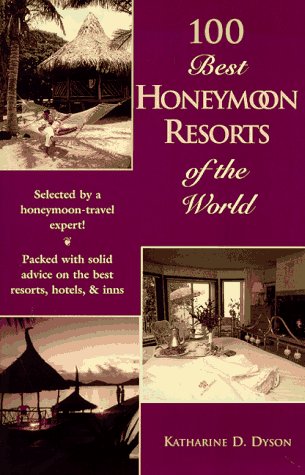 100
Best
HONEYMOON
RESORTS
of the
World
Selected by a
honeymoon-travel
expert!
Packed with solid
advice on the best
resorts, hotels, & inns
KATHARINE D. DYSON